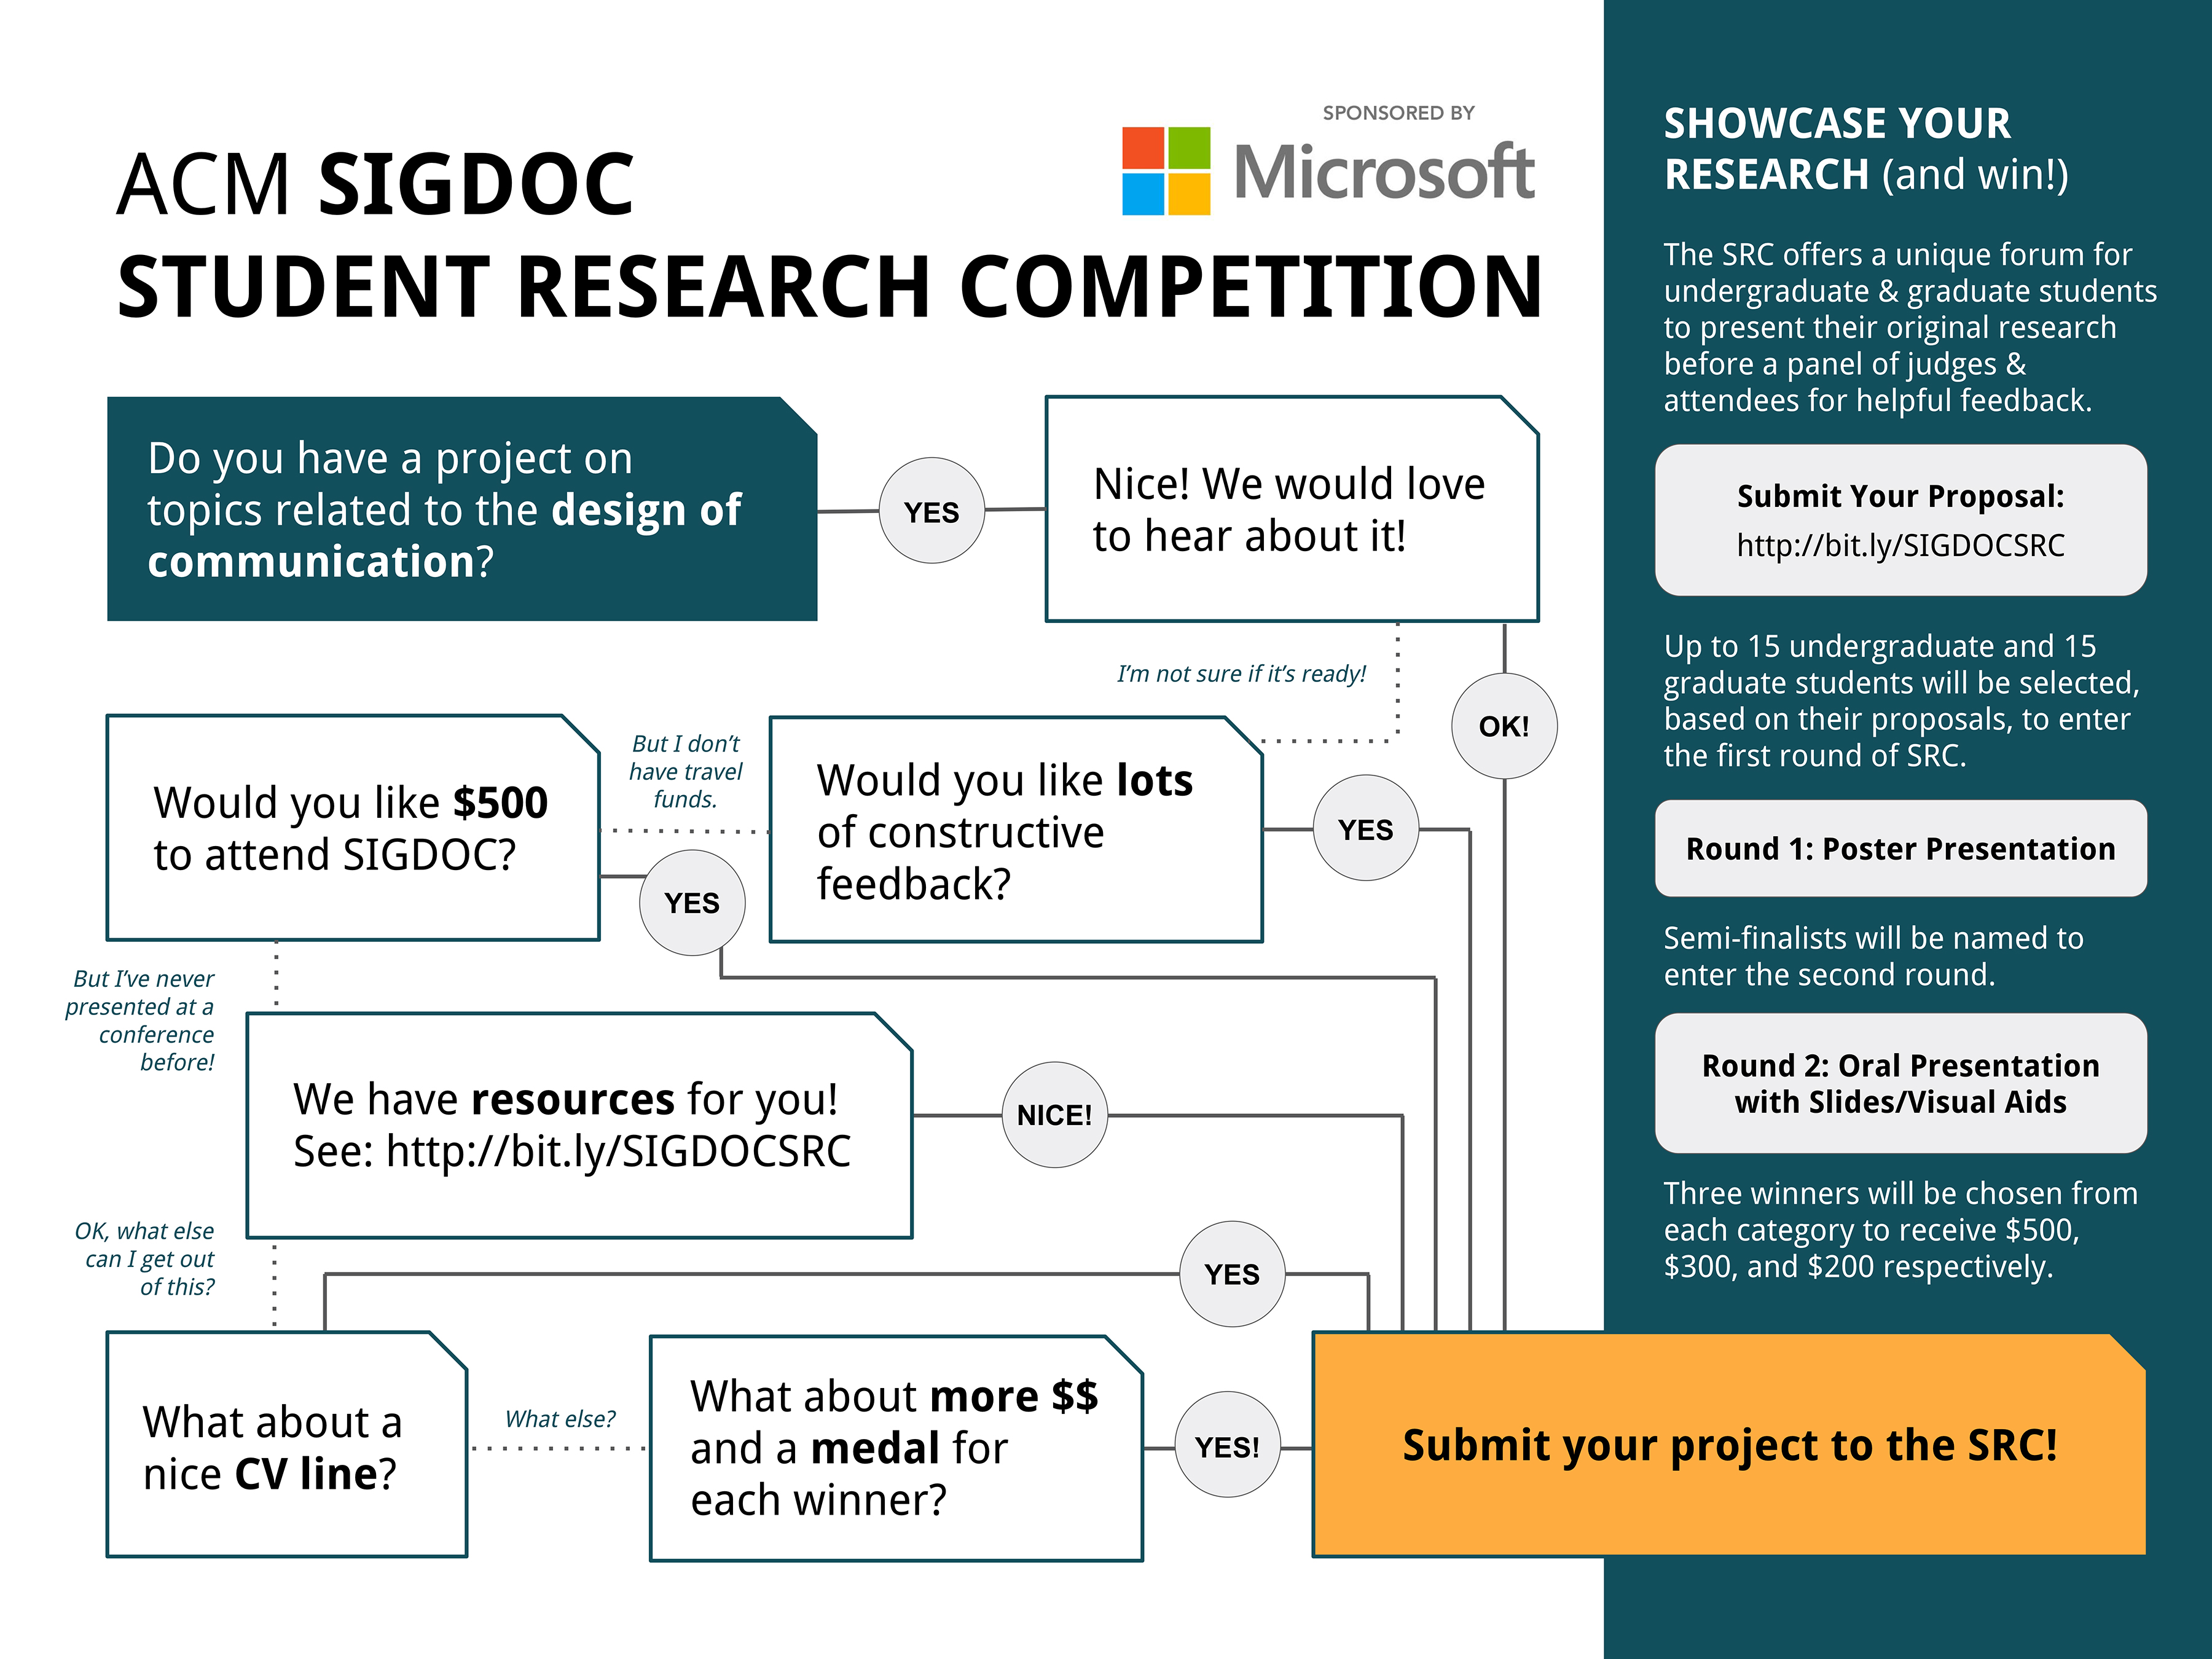 SPONSORED BY
Microsoft
ACM SIGDOC
STUDENT RESEARCH COMPETITION
Do you have a project on
topics related to the design of
communication?
YES
Nice! We would love
to hear about it!
I'm not sure if it's ready!
OK!
Would you like $500
to attend SIGDOC?
But I don't
have travel
funds.
YES
Would you like lots
of constructive
feedback?
YES
But I've never
presented at a
conference
before!
We have resources for you!
See: http://bit.ly/SIGDOCSRC
NICE!
OK, what else
can I get out
of this?
YES
What about a
nice CV line?
What else?
What about more $$
and a medal for
each winner?
YES!
Submit your project to the SRC!
SHOWCASE YOUR
RESEARCH (and win!)
The SRC offers a unique forum for
undergraduate & graduate students
to present their original research
before a panel of judges &
attendees for helpful feedback.
Submit Your Proposal:
http://bit.ly/SIGDOCSRC
Up to 15 undergraduate and 15
graduate students will be selected,
based on their proposals, to enter
the first round of SRC.
Round 1: Poster Presentation
Semi-finalists will be named to
enter the second round.
Round 2: Oral Presentation
with Slides/Visual Aids
Three winners will be chosen from
each category to receive $500,
$300, and $200 respectively.